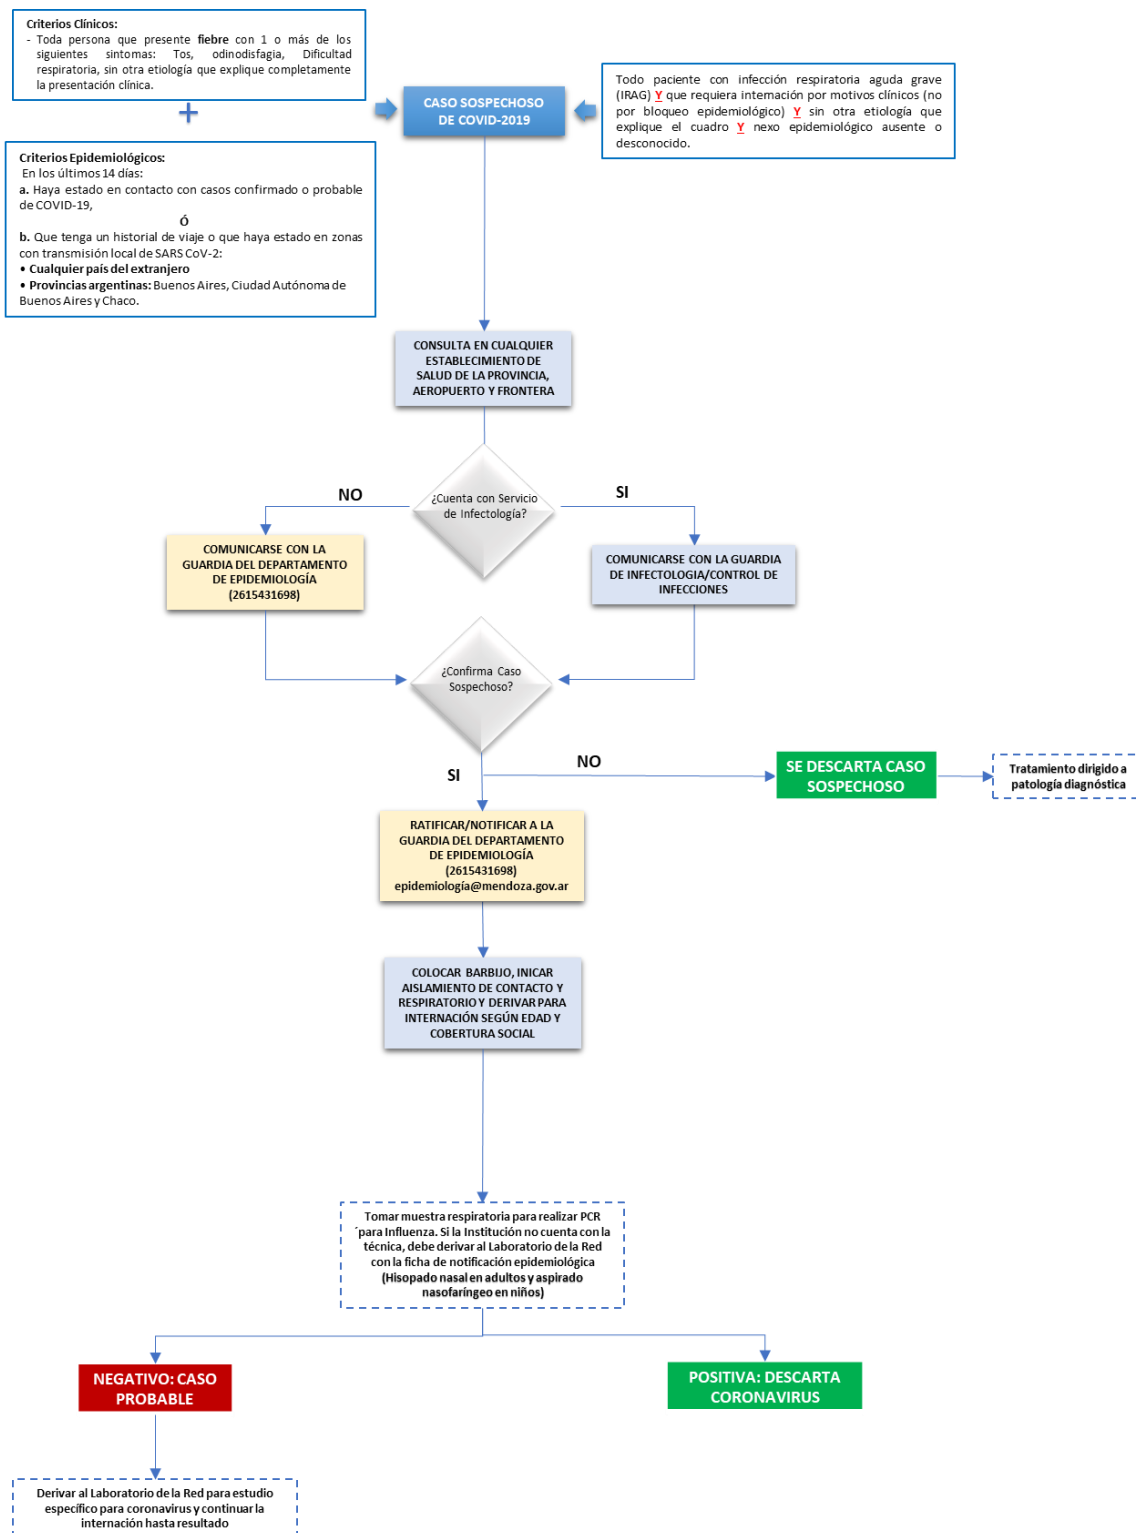 Criterios Clínicos:
- Toda persona que presente fiebre con 1 o más de los
siguientes sintomas: Tos, odinodisfagia, Dificultad
respiratoria, sin otra etiología que explique completamente
la presentación clínica.
+
Criterios Epidemiológicos:
En los últimos 14 días:
a. Haya estado en contacto con casos confirmado o probable
de COVID-19,
Ó
b. Que tenga un historial de viaje o que haya estado en zonas
con transmisión local de SARS CoV-2:
• Cualquier país del extranjero
• Provincias argentinas: Buenos Aires, Ciudad Autónoma de
Buenos Aires y Chaco.
CASO SOSPECHOSO
DE COVID-2019
Todo paciente con infección respiratoria aguda grave
(IRAG) Y que requiera internación por motivos clínicos (no
por bloqueo epidemiológico) Y sin otra etiología que
explique el cuadro Y nexo epidemiológico ausente o
desconocido.
CONSULTA EN CUALQUIER
ESTABLECIMIENTO DE
SALUD DE LA PROVINCIA,
AEROPUERTO Y FRONTERA
¿Cuenta con Servicio
de Infectología?
NO
SI
COMUNICARSE CON LA
GUARDIA DEL DEPARTAMENTO
DE EPIDEMIOLOGÍA
(2615431698)
COMUNICARSE CON LA GUARDIA
DE INFECTOLOGIA/CONTROL DE
INFECCIONES
¿Confirma Caso
Sospechoso?
SI
NO
SE DESCARTA CASO
SOSPECHOSO
Tratamiento dirigido a
patología diagnóstica
RATIFICAR/NOTIFICAR A LA
GUARDIA DEL DEPARTAMENTO
DE EPIDEMIOLOGÍA
(2615431698)
epidemiología@mendoza.gov.ar
COLOCAR BARBIJO, INICAR
AISLAMIENTO DE CONTACTO Y
RESPIRATORIO Y DERIVAR PARA
INTERNACIÓN SEGÚN EDAD Y
COBERTURA SOCIAL
Tomar muestra respiratoria para realizar PCR
´para Influenza. Si la Institución no cuenta con la
técnica, debe derivar al Laboratorio de la Red
con la ficha de notificación epidemiológica
(Hisopado nasal en adultos y aspirado
nasofaríngeo en niños)
NEGATIVO: CASO
PROBABLE
POSITIVA: DESCARTA
CORONAVIRUS
Derivar al Laboratorio de la Red para estudio
específico para coronavirus y continuar la
internación hasta resultado